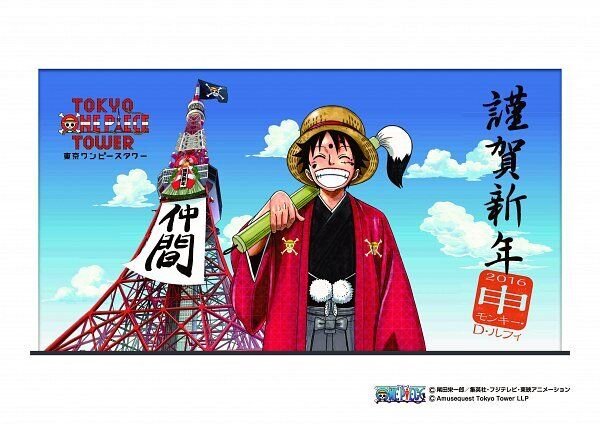 TOKYO
ONE PIECE
TOWER
東京ワンピースタワー
仲間
謹賀新年
2016
申
モンキー・
D・ルフィ
ONE PIECE
© 尾田栄一郎／集英社・フジテレビ・東映アニメーション
© Amusequest Tokyo Tower LLP